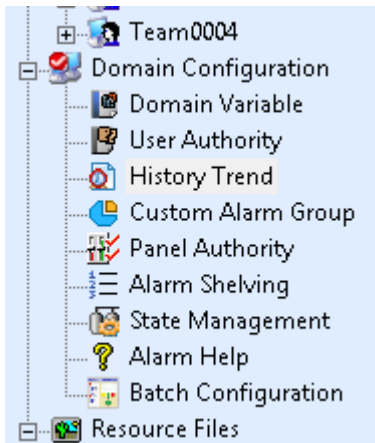 Team0004
Domain Configuration
Domain Variable
User Authority
History Trend
Custom Alarm Group
Panel Authority
Alarm Shelving
State Management
Alarm Help
Batch Configuration
Resource Files